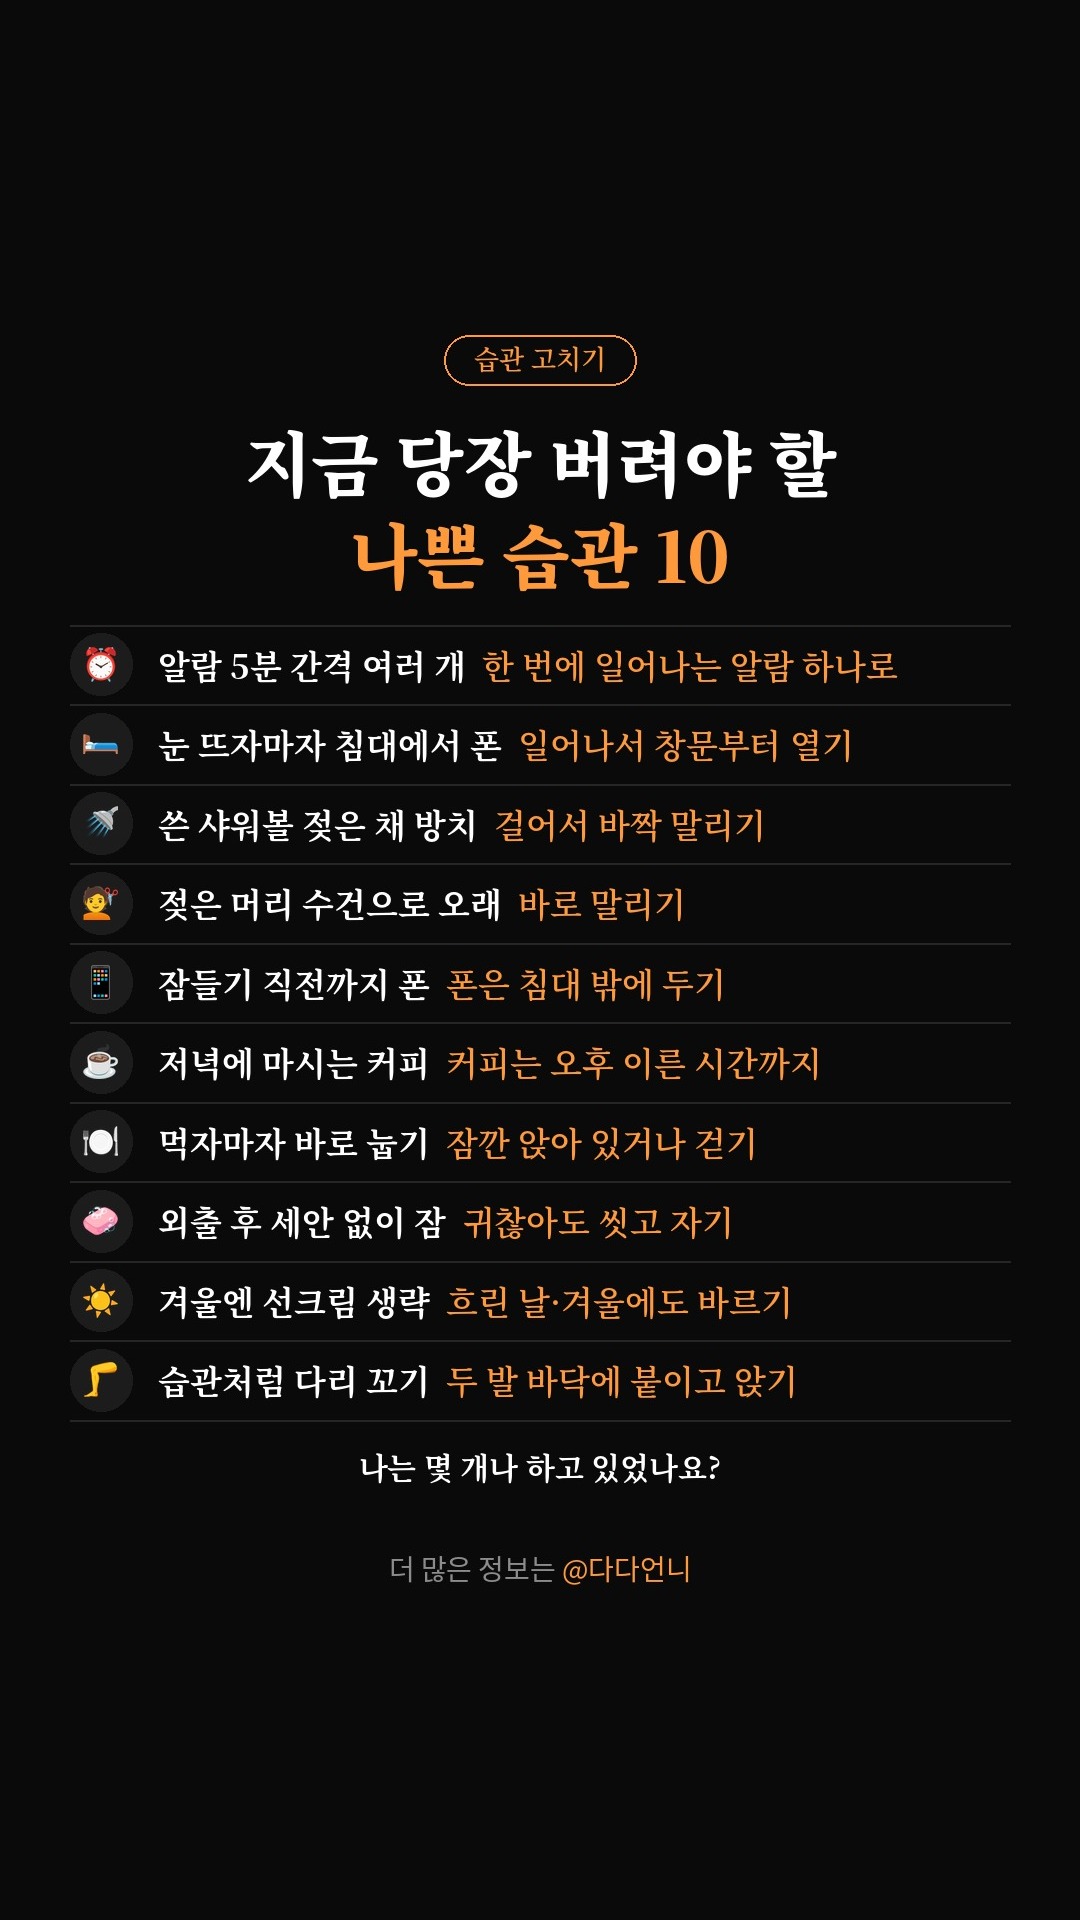 습관 고치기
지금 당장 버려야 할
나쁜 습관 10
알람 5분 간격 여러 개 한 번에 일어나는 알람 하나로
눈 뜨자마자 침대에서 폰 일어나서 창문부터 열기
쓴 샤워볼 젖은 채 방치 걸어서 바짝 말리기
젖은 머리 수건으로 오래 바로 말리기
잠들기 직전까지 폰 폰은 침대 밖에 두기
저녁에 마시는 커피 커피는 오후 이른 시간까지
먹자마자 바로 눕기 잠깐 앉아 있거나 걷기
외출 후 세안 없이 잠 귀찮아도 씻고 자기
겨울엔 선크림 생략 흐린 날·겨울에도 바르기
습관처럼 다리 꼬기 두 발 바닥에 붙이고 앉기
나는 몇 개나 하고 있었나요?
더 많은 정보는 @다다언니